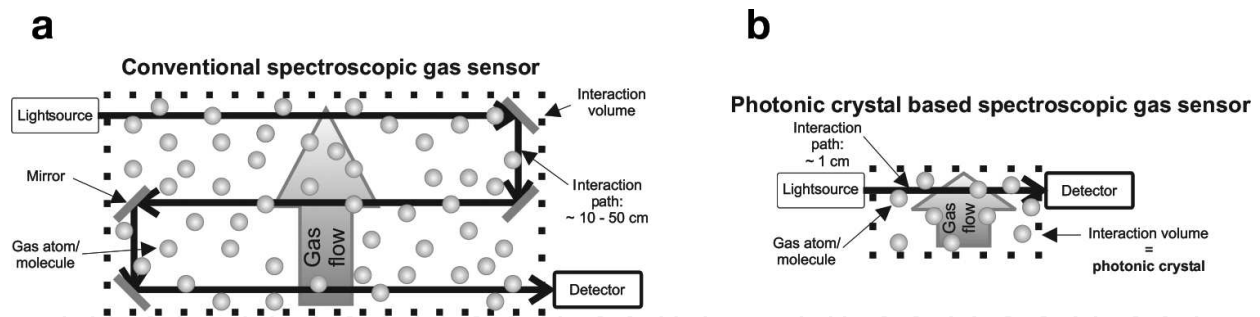 a
Conventional spectroscopic gas sensor
Lightsource
Interaction
volume
Mirror
Interaction
path:
~ 10 - 50 cm
Gas atom/
molecule
Gas
flow
Detector
b
Photonic crystal based spectroscopic gas sensor
Interaction
path:
~ 1 cm
Lightsource
Detector
Gas atom/
molecule
Gas
flow
Interaction volume
=
photonic crystal